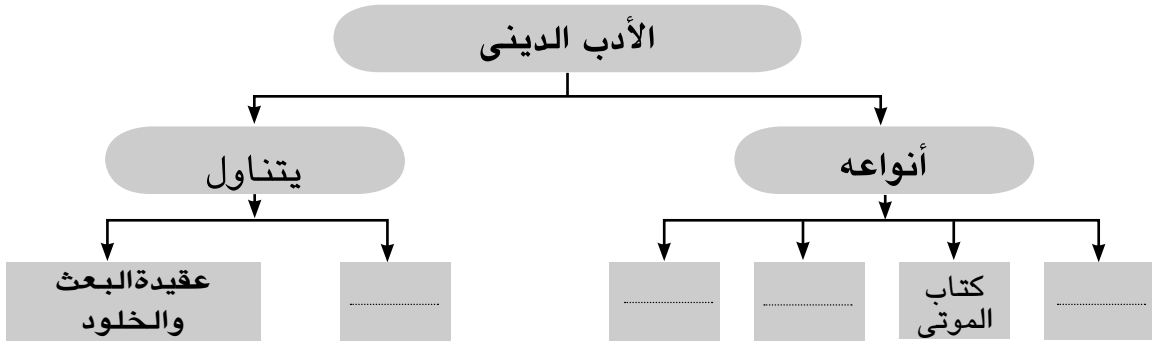 الأدب الدينى
أنواعه
يتناول
....................
كتاب
الموتى
....................
....................
....................
عقيدةالبعث
والخلود